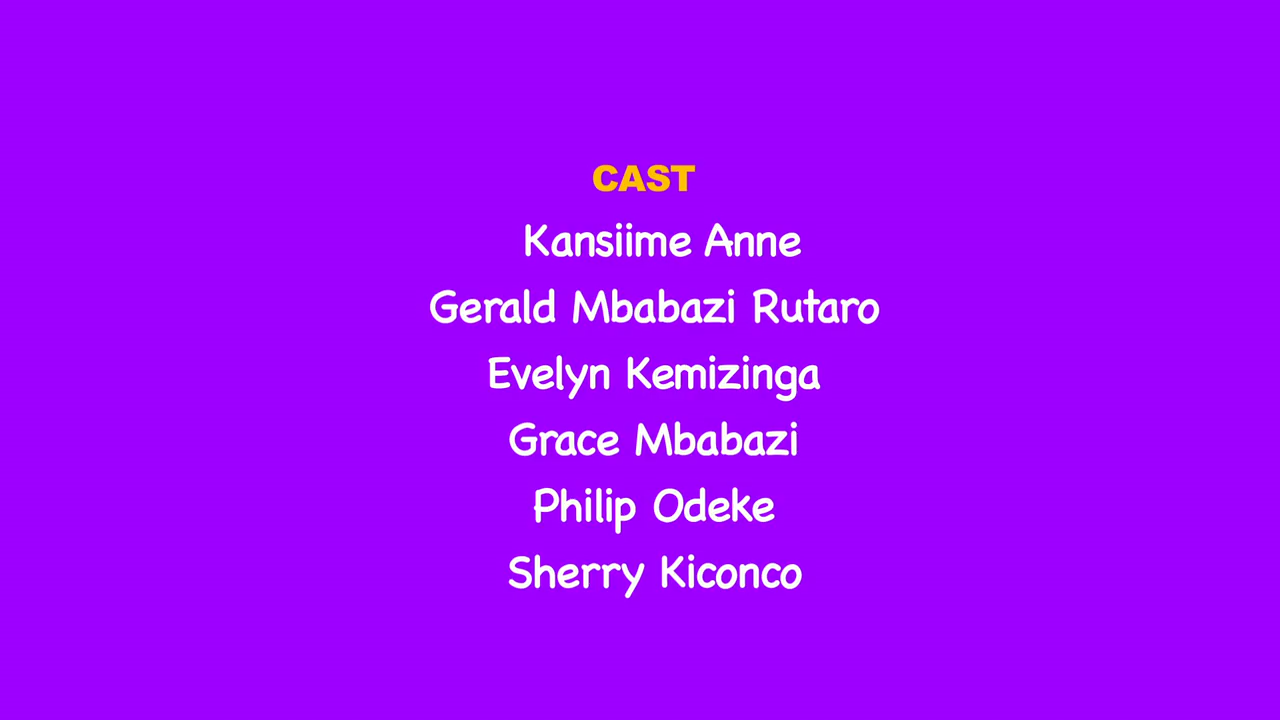 CAST
Kansiime Anne
Gerald Mbabazi Rutaro
Evelyn Kemizinga
Grace Mbabazi
Philip Odeke
Sherry Kiconco